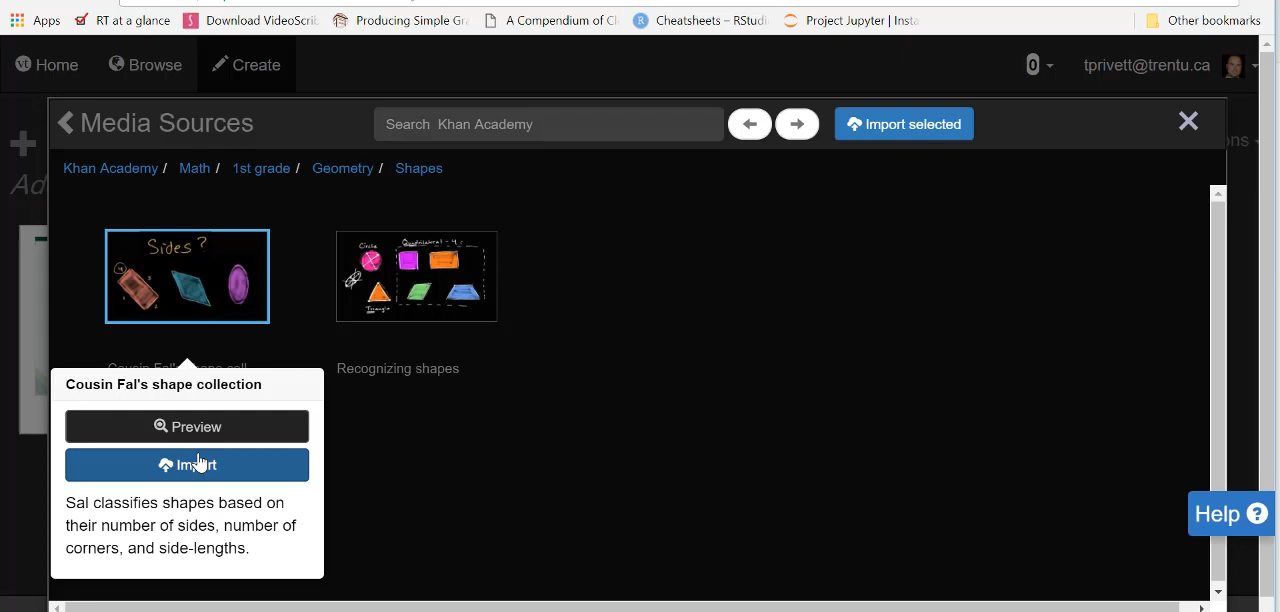 Apps RT at a glance Download VideoScrib Producing Simple Gra A Compendium of Cl Cheatsheets – RStudi Project Jupyter | Insta Other bookmarks
Home Browse Create 0 tprivett@trentu.ca
Media Sources Search Khan Academy Import selected
Khan Academy / Math / 1st grade / Geometry / Shapes
Sides?
Circle Quadrilateral - 4 s
Triangle
Recognizing shapes
Cousin Fal's shape collection
Preview
Import
Sal classifies shapes based on
their number of sides, number of
corners, and side-lengths.
Help ?